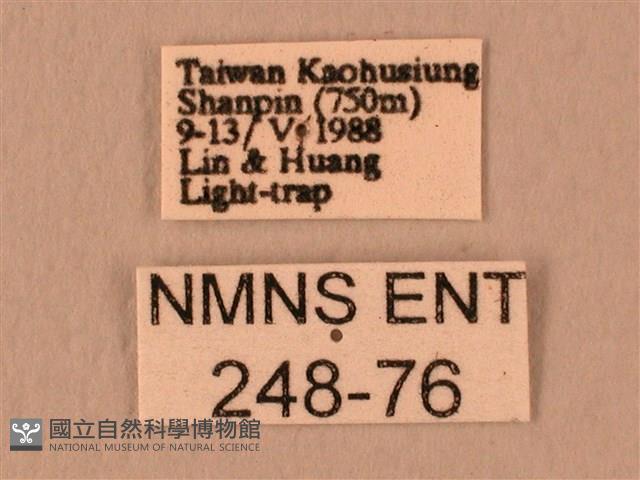 Taiwan Kaohusiung
Shanpin (750m)
9-13/ V 1988
Lin & Huang
Light-trap
NMNS ENT
248-76
國立自然科學博物館
NATIONAL MUSEUM OF NATURAL SCIENCE